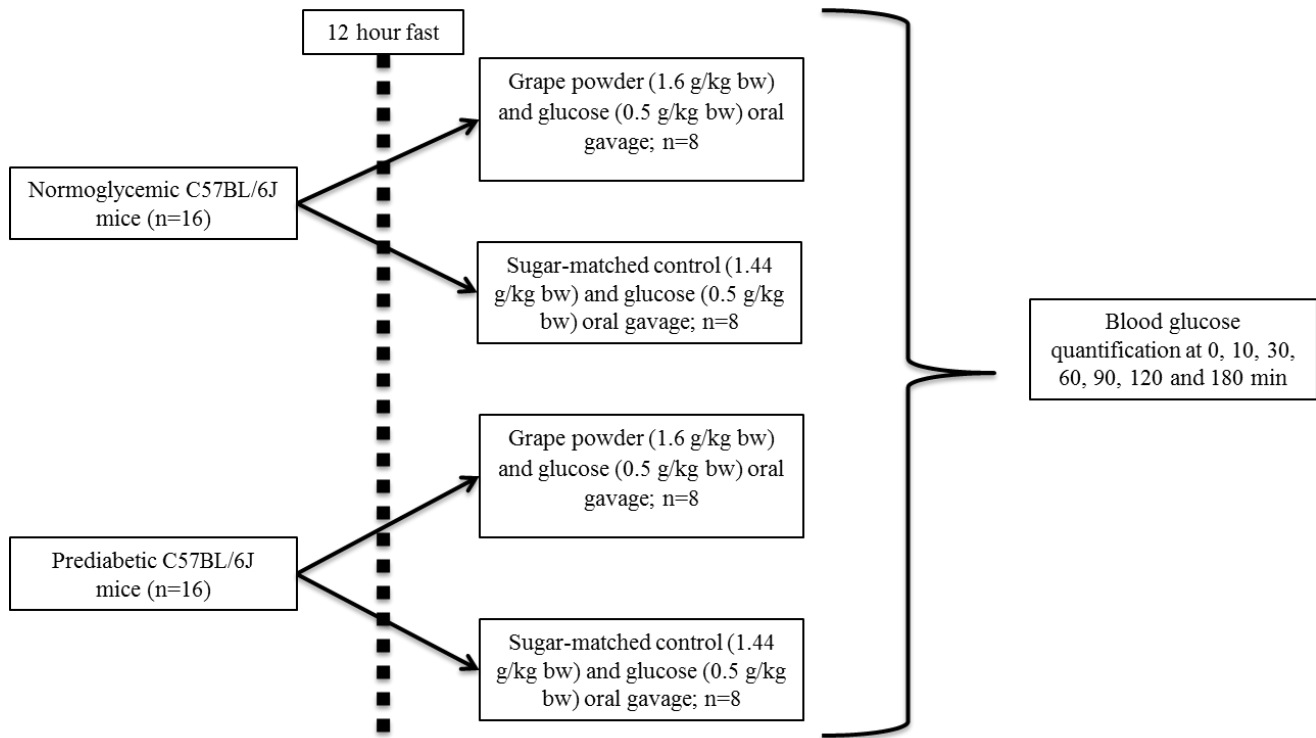 12 hour fast
Grape powder (1.6 g/kg bw)
and glucose (0.5 g/kg bw) oral
gavage; n=8
Normoglycemic C57BL/6J
mice (n=16)
Sugar-matched control (1.44
g/kg bw) and glucose (0.5 g/kg
bw) oral gavage; n=8
Blood glucose
quantification at 0, 10, 30,
60, 90, 120 and 180 min
Grape powder (1.6 g/kg bw)
and glucose (0.5 g/kg bw) oral
gavage; n=8
Prediabetic C57BL/6J
mice (n=16)
Sugar-matched control (1.44
g/kg bw) and glucose (0.5 g/kg
bw) oral gavage; n=8